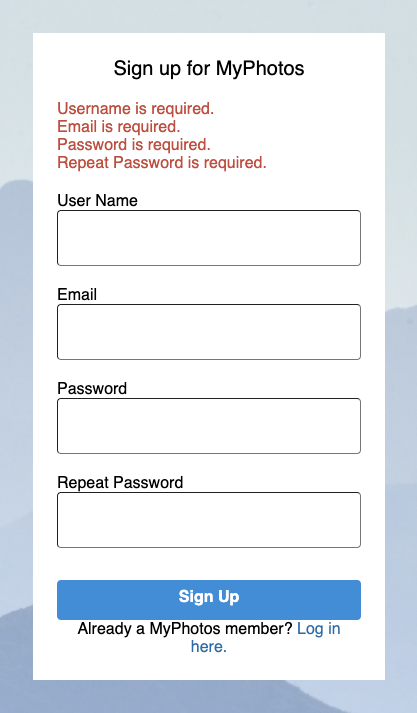 Sign up for MyPhotos
Username is required.
Email is required.
Password is required.
Repeat Password is required.
User Name
Email
Password
Repeat Password
Sign Up
Already a MyPhotos member? Log in
here.